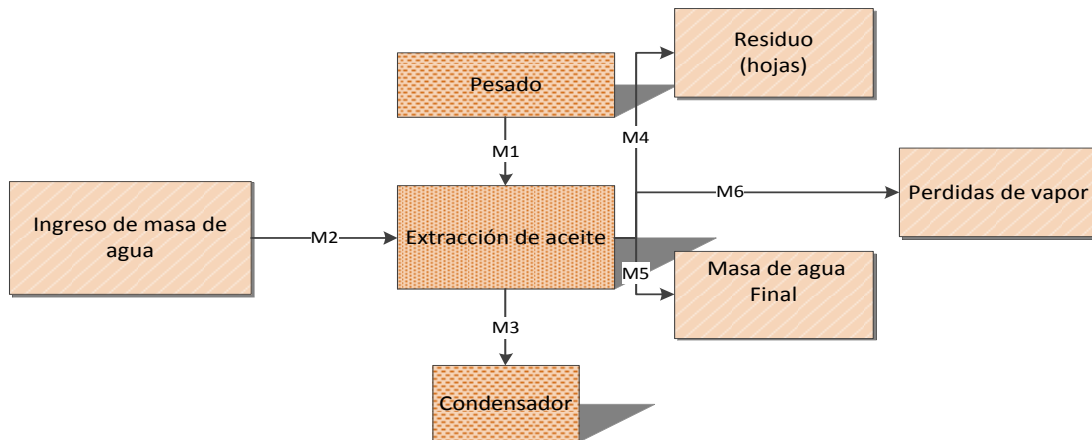 Residuo
(hojas)
Pesado
M4
M1
Ingreso de masa de
agua
M2
Extracción de aceite
M6
Perdidas de vapor
M5
Masa de agua
Final
M3
Condensador